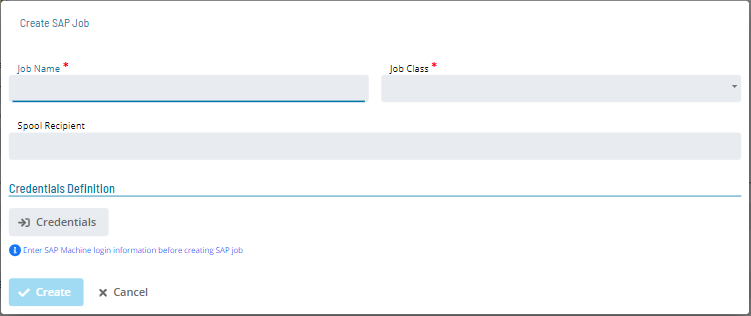 Create SAP Job
Job Name *
Job Class *
Spool Recipient
Credentials Definition
Credentials
Enter SAP Machine login information before creating SAP job
Create
Cancel